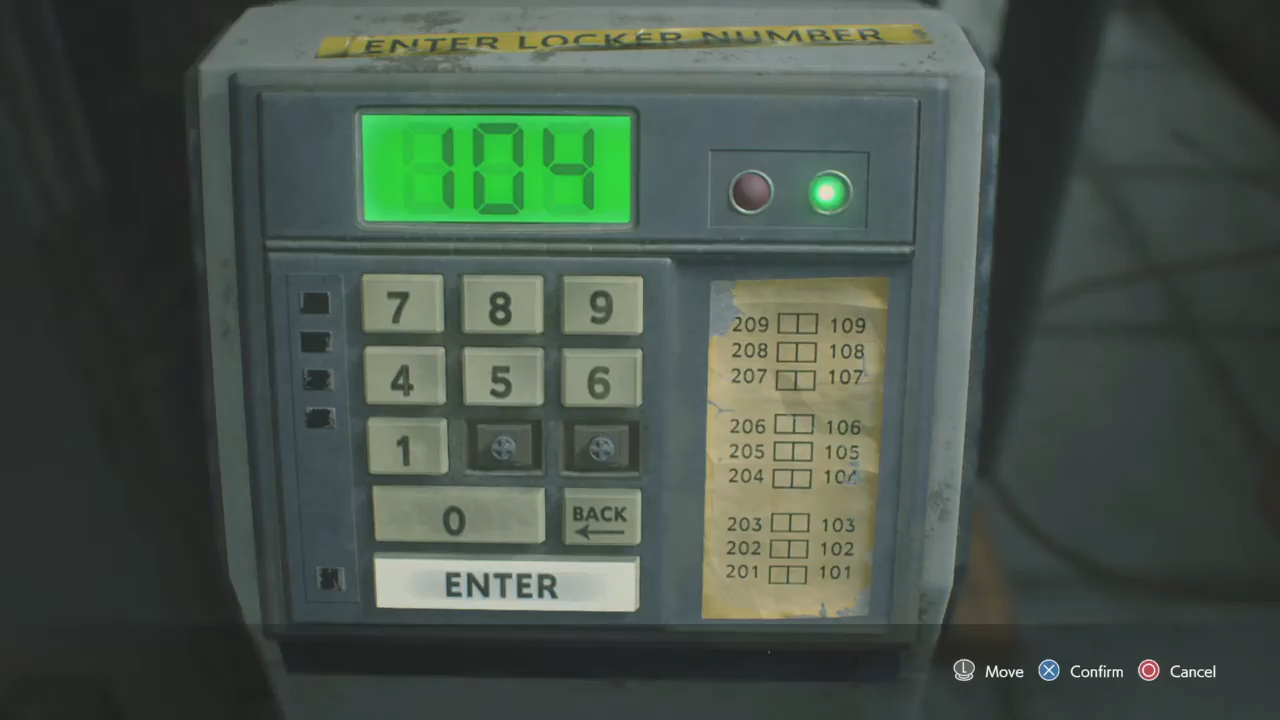 ENTER LOCKER NUMBER
104
7 8 9
4 5 6
1
0 BACK
ENTER
209 109
208 108
207 107
206 106
205 105
204 104
203 103
202 102
201 101
L Move Confirm Cancel